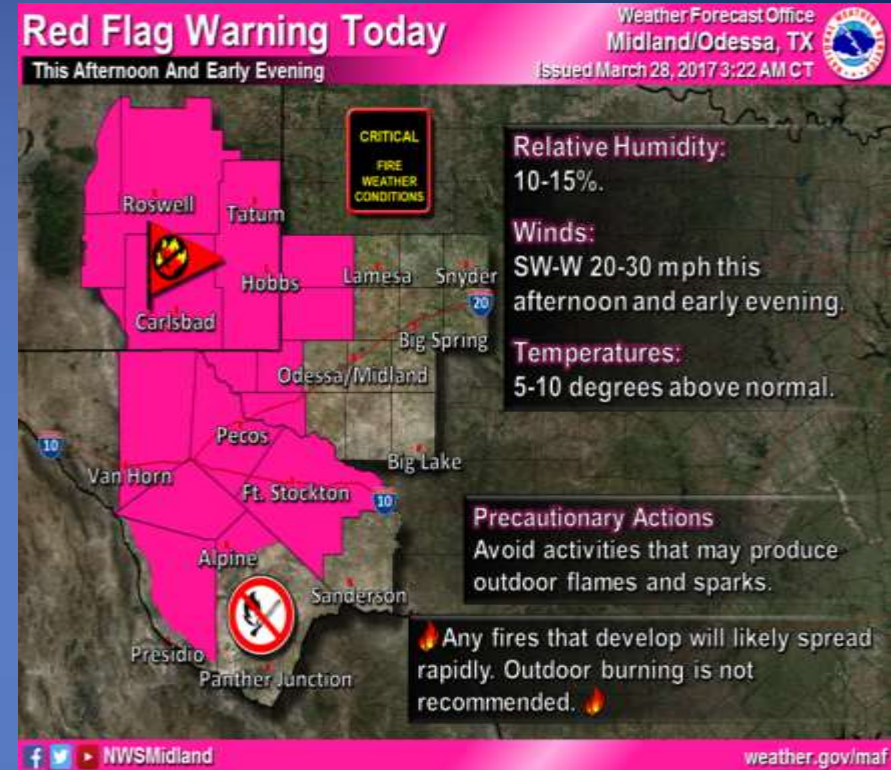 Red Flag Warning Today
This Afternoon And Early Evening
Weather Forecast Office
Midland/Odessa, TX
Issued March 28, 2017 3:22 AM CT
CRITICAL
FIRE
WEATHER
CONDITIONS
Relative Humidity:
10-15%.
Winds:
SW-W 20-30 mph this
afternoon and early evening.
Temperatures:
5-10 degrees above normal.
Roswell
Tatum
Hobbs
Lamesa
Snyder
20
Carlsbad
Big Spring
Odessa/Midland
Pecos
10
Van Horn
Big Lake
Ft. Stockton
10
Alpine
Sanderson
Presidio
Panther Junction
Precautionary Actions
Avoid activities that may produce
outdoor flames and sparks.
Any fires that develop will likely spread
rapidly. Outdoor burning is not
recommended.
NWSMidland
weather.gov/maf